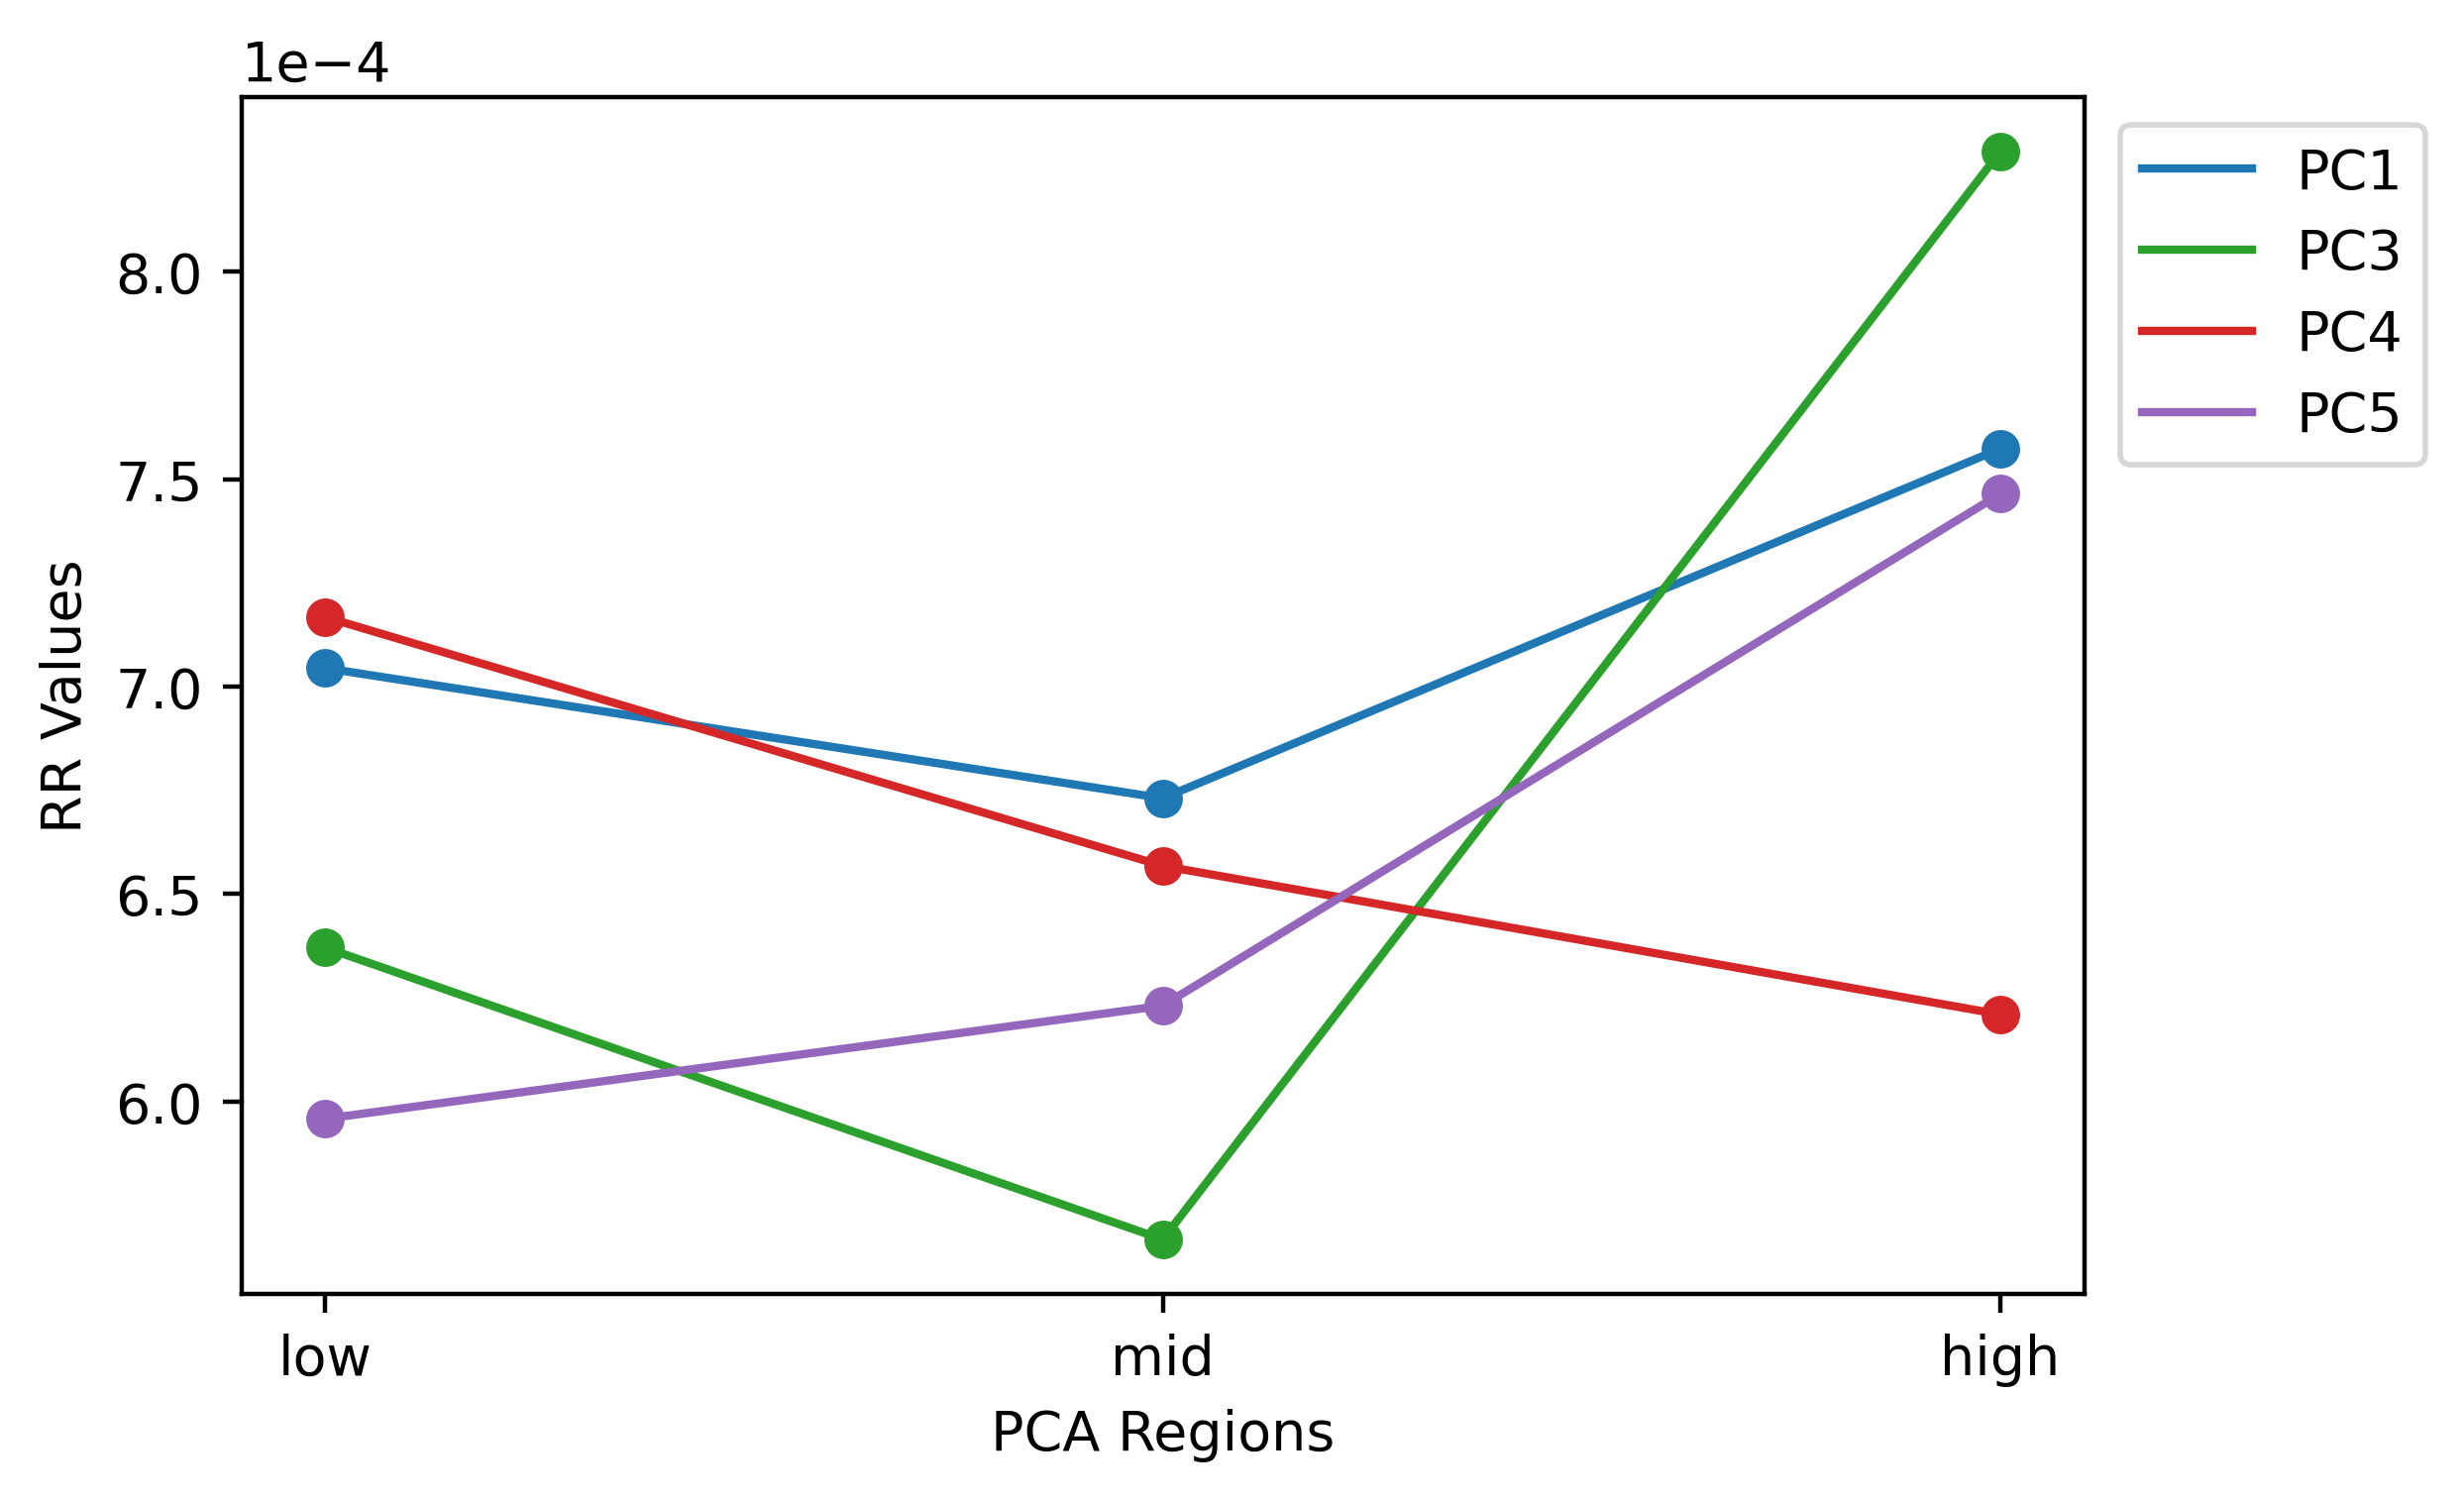 1e−4
8.0
7.5
7.0
6.5
6.0
RR Values
low mid high
PCA Regions
PC1
PC3
PC4
PC5